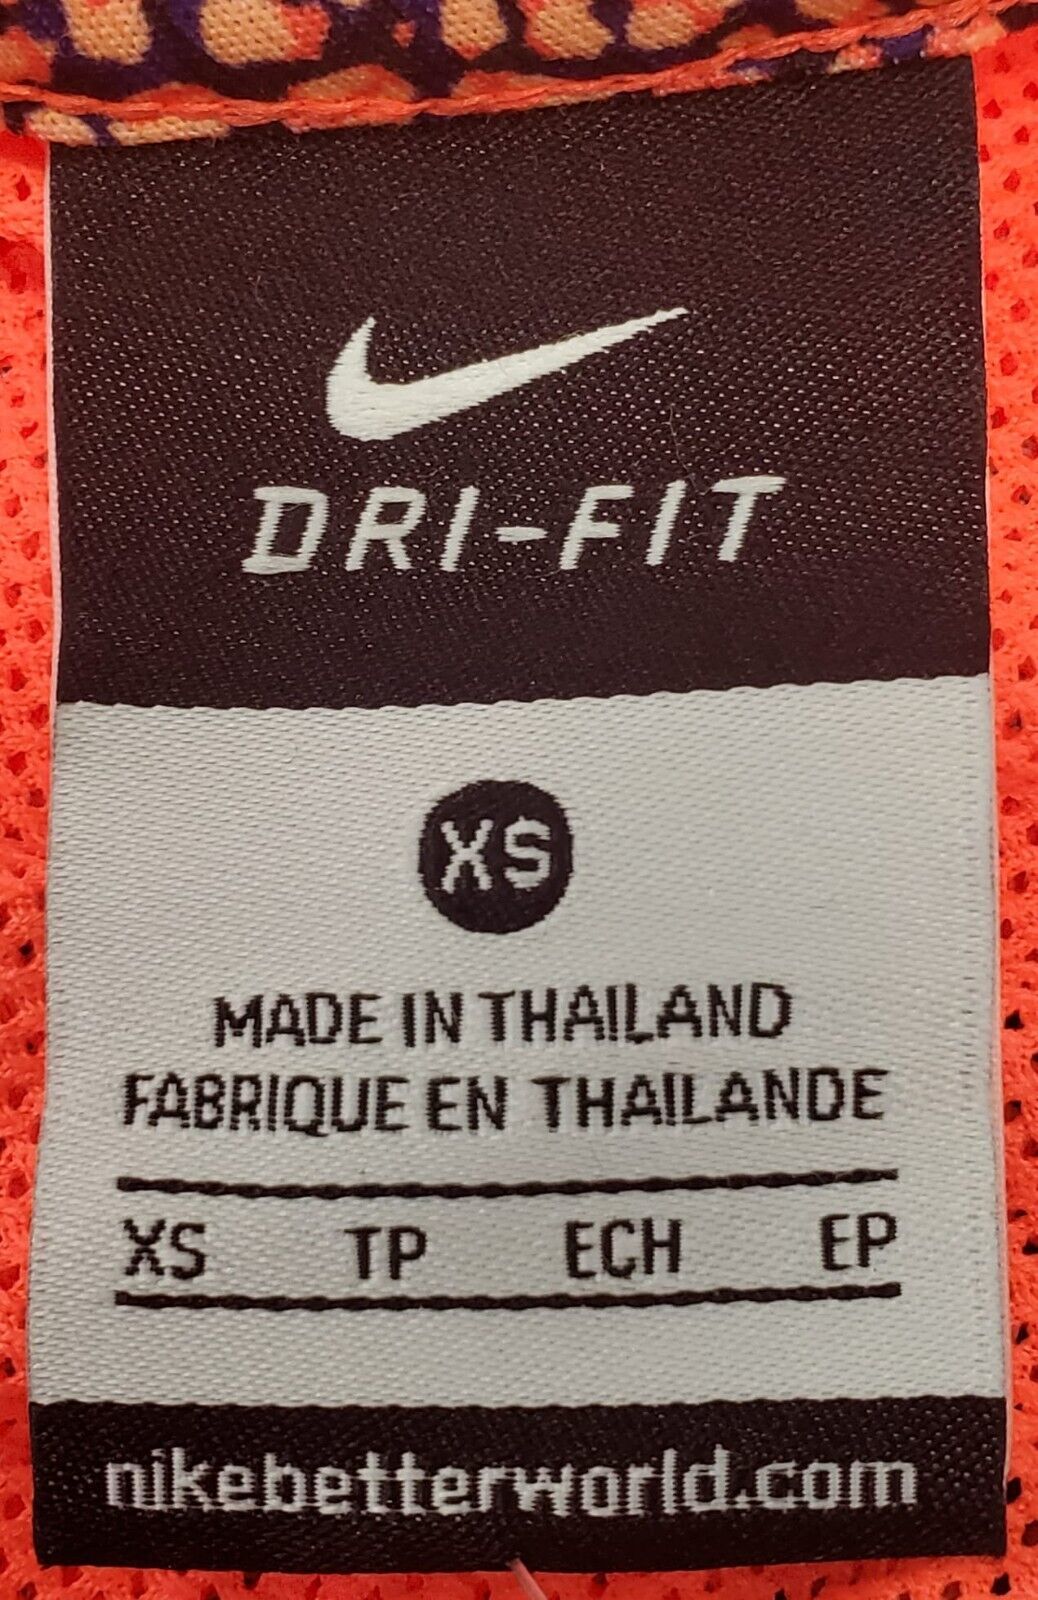 DRI-FIT
XS
MADE IN THAILAND
FABRIQUE EN THAILANDE
XS TP ECH EP
nikebetterworld.com